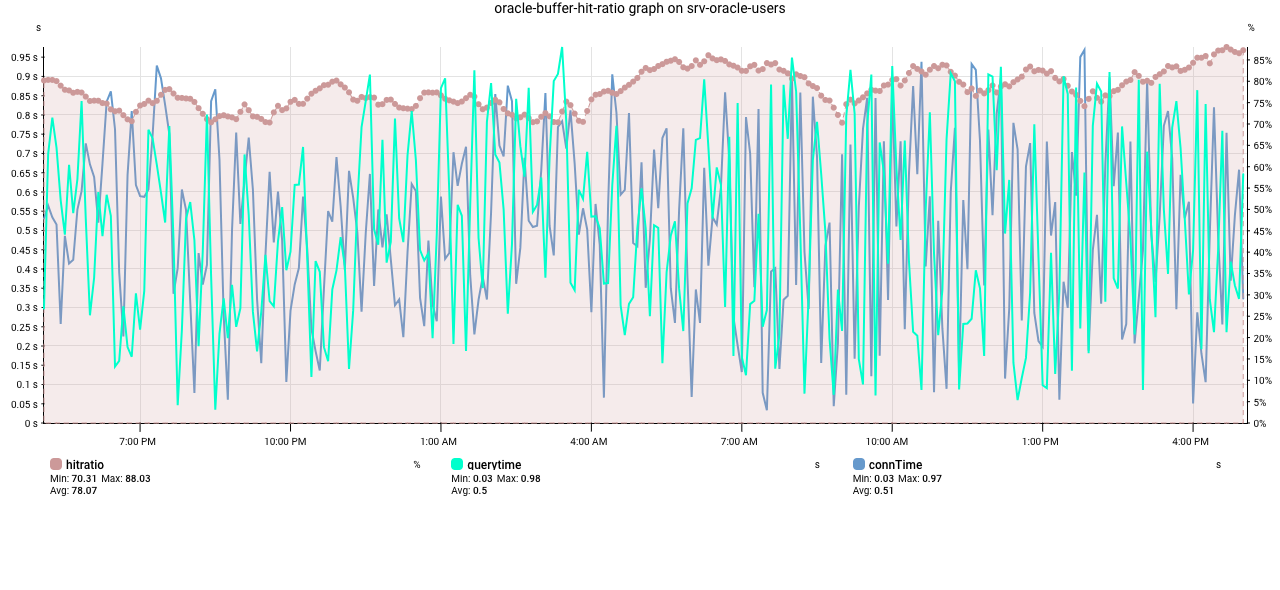 oracle-buffer-hit-ratio graph on srv-oracle-users
s %
0.95 s
0.9 s
0.85 s
0.8 s
0.75 s
0.7 s
0.65 s
0.6 s
0.55 s
0.5 s
0.45 s
0.4 s
0.35 s
0.3 s
0.25 s
0.2 s
0.15 s
0.1 s
0.05 s
0 s
85%
80%
75%
70%
65%
60%
55%
50%
45%
40%
35%
30%
25%
20%
15%
10%
5%
0%
7:00 PM 10:00 PM 1:00 AM 4:00 AM 7:00 AM 10:00 AM 1:00 PM 4:00 PM
hitratio %
Min: 70.31 Max: 88.03
Avg: 78.07
querytime s
Min: 0.03 Max: 0.98
Avg: 0.5
connTime s
Min: 0.03 Max: 0.97
Avg: 0.51